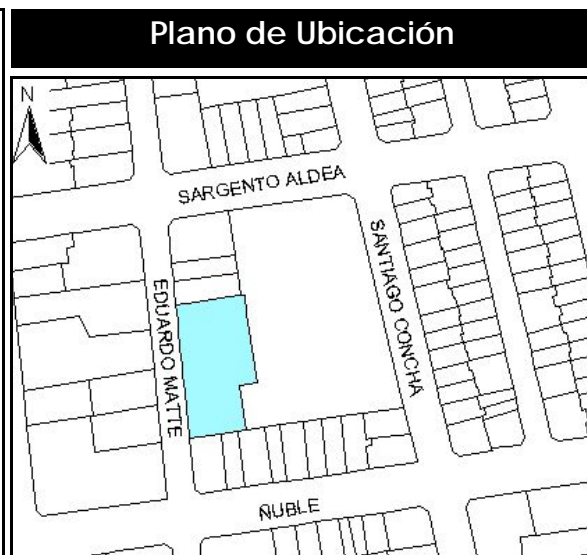 Plano de Ubicación
N
SARGENTO ALDEA
SANTIAGO CONCHA
EDUARDO MATTE
ÑUBLE